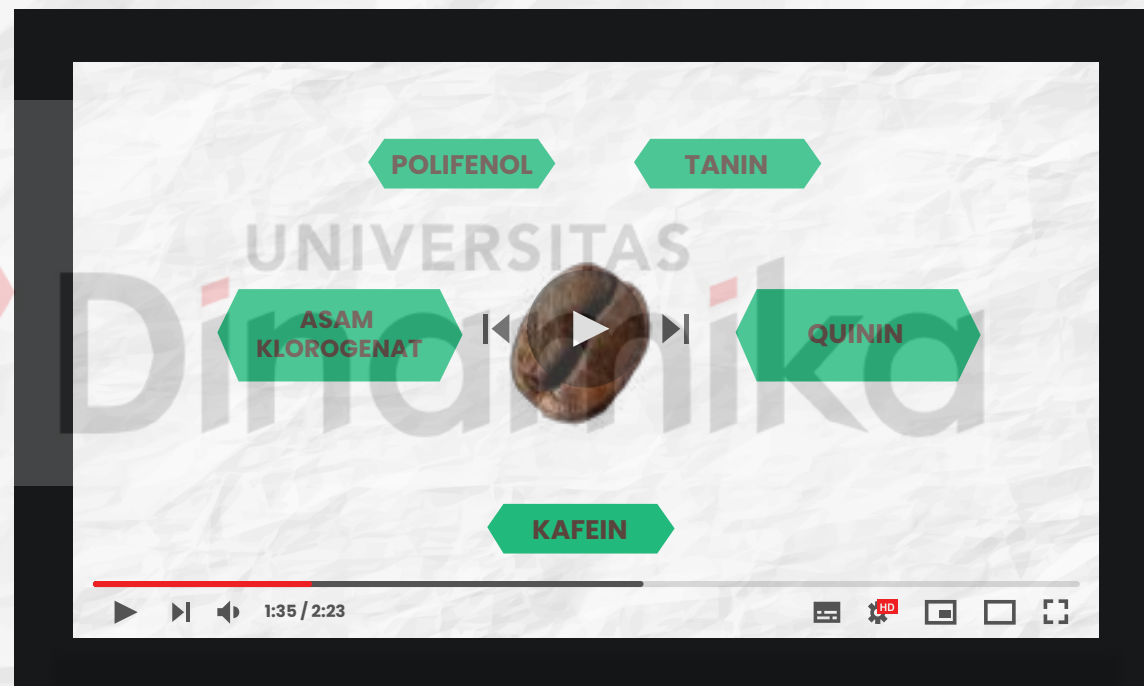 POLIFENOL
TANIN
UNIVERSITAS
Dinamika
ASAM
KLOROGENAT
QUININ
KAFEIN
1:35 / 2:23
HD